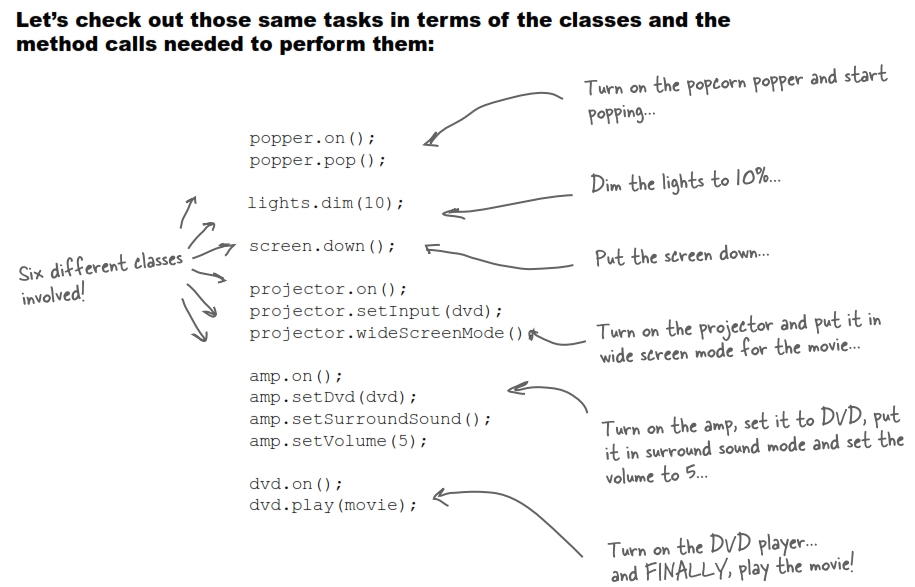 Let's check out those same tasks in terms of the classes and the
method calls needed to perform them:
Turn on the popcorn popper and start
popping...
popper.on();
popper.pop();
Dim the lights to 10%...
lights.dim(10);
screen.down();
Put the screen down...
Six different classes
involved!
projector.on();
projector.setInput(dvd);
projector.wideScreenMode()
Turn on the projector and put it in
wide screen mode for the movie...
amp.on();
amp.setDvd(dvd);
amp.setSurroundSound();
amp.setVolume(5);
Turn on the amp, set it to DVD, put
it in surround sound mode and set the
volume to 5...
dvd.on();
dvd.play(movie);
Turn on the DVD player...
and FINALLY, play the movie!